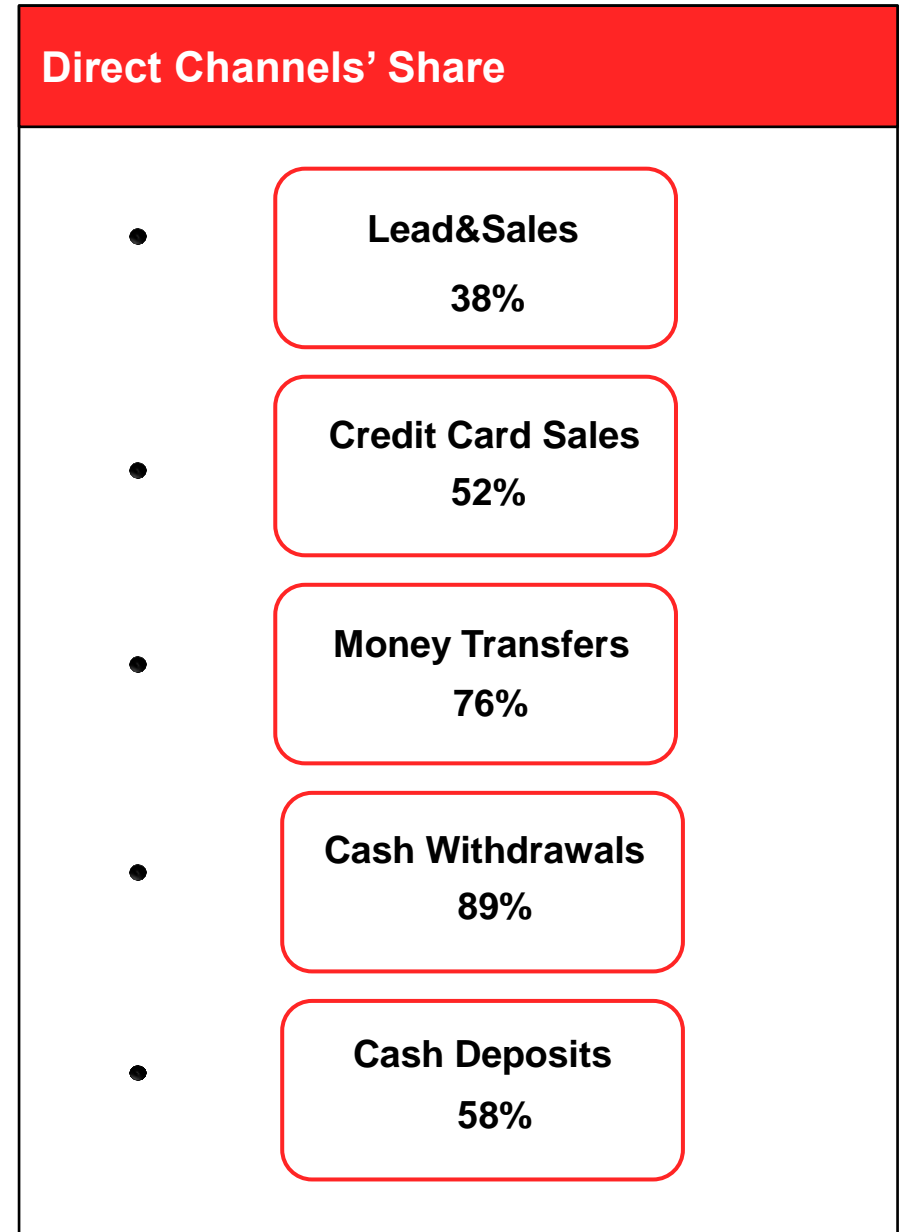 Direct Channels’ Share
Lead&Sales
38%
Credit Card Sales
52%
Money Transfers
76%
Cash Withdrawals
89%
Cash Deposits
58%